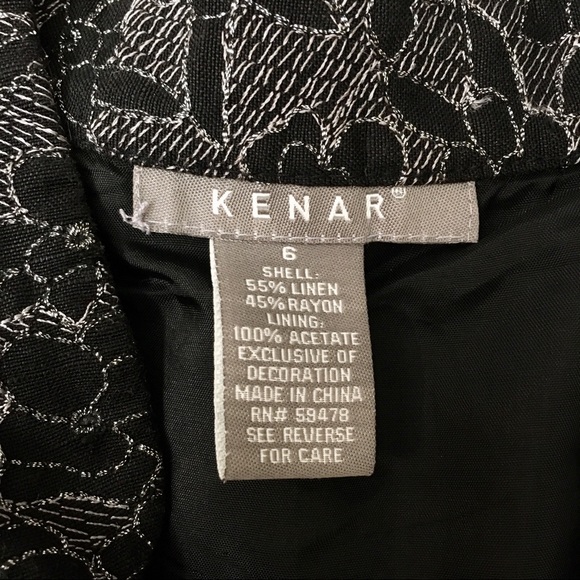 KENAR®
6
SHELL:
55% LINEN
45% RAYON
LINING:
100% ACETATE
EXCLUSIVE OF
DECORATION
MADE IN CHINA
RN# 59478
SEE REVERSE
FOR CARE